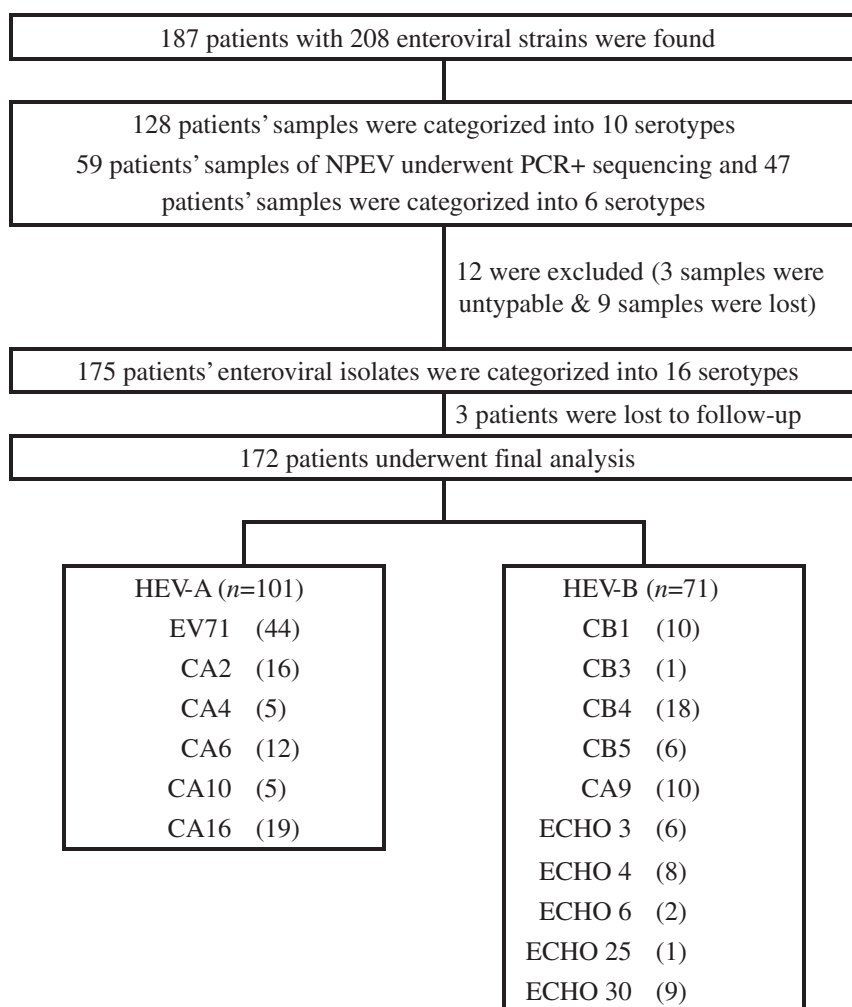 187 patients with 208 enteroviral strains were found
128 patients' samples were categorized into 10 serotypes
59 patients' samples of NPEV underwent PCR+ sequencing and 47
patients' samples were categorized into 6 serotypes
12 were excluded (3 samples were
untypable & 9 samples were lost)
175 patients' enteroviral isolates were categorized into 16 serotypes
3 patients were lost to follow-up
172 patients underwent final analysis
HEV-A (n=101)
EV71 (44)
CA2 (16)
CA4 (5)
CA6 (12)
CA10 (5)
CA16 (19)
HEV-B (n=71)
CB1 (10)
CB3 (1)
CB4 (18)
CB5 (6)
CA9 (10)
ECHO 3 (6)
ECHO 4 (8)
ECHO 6 (2)
ECHO 25 (1)
ECHO 30 (9)